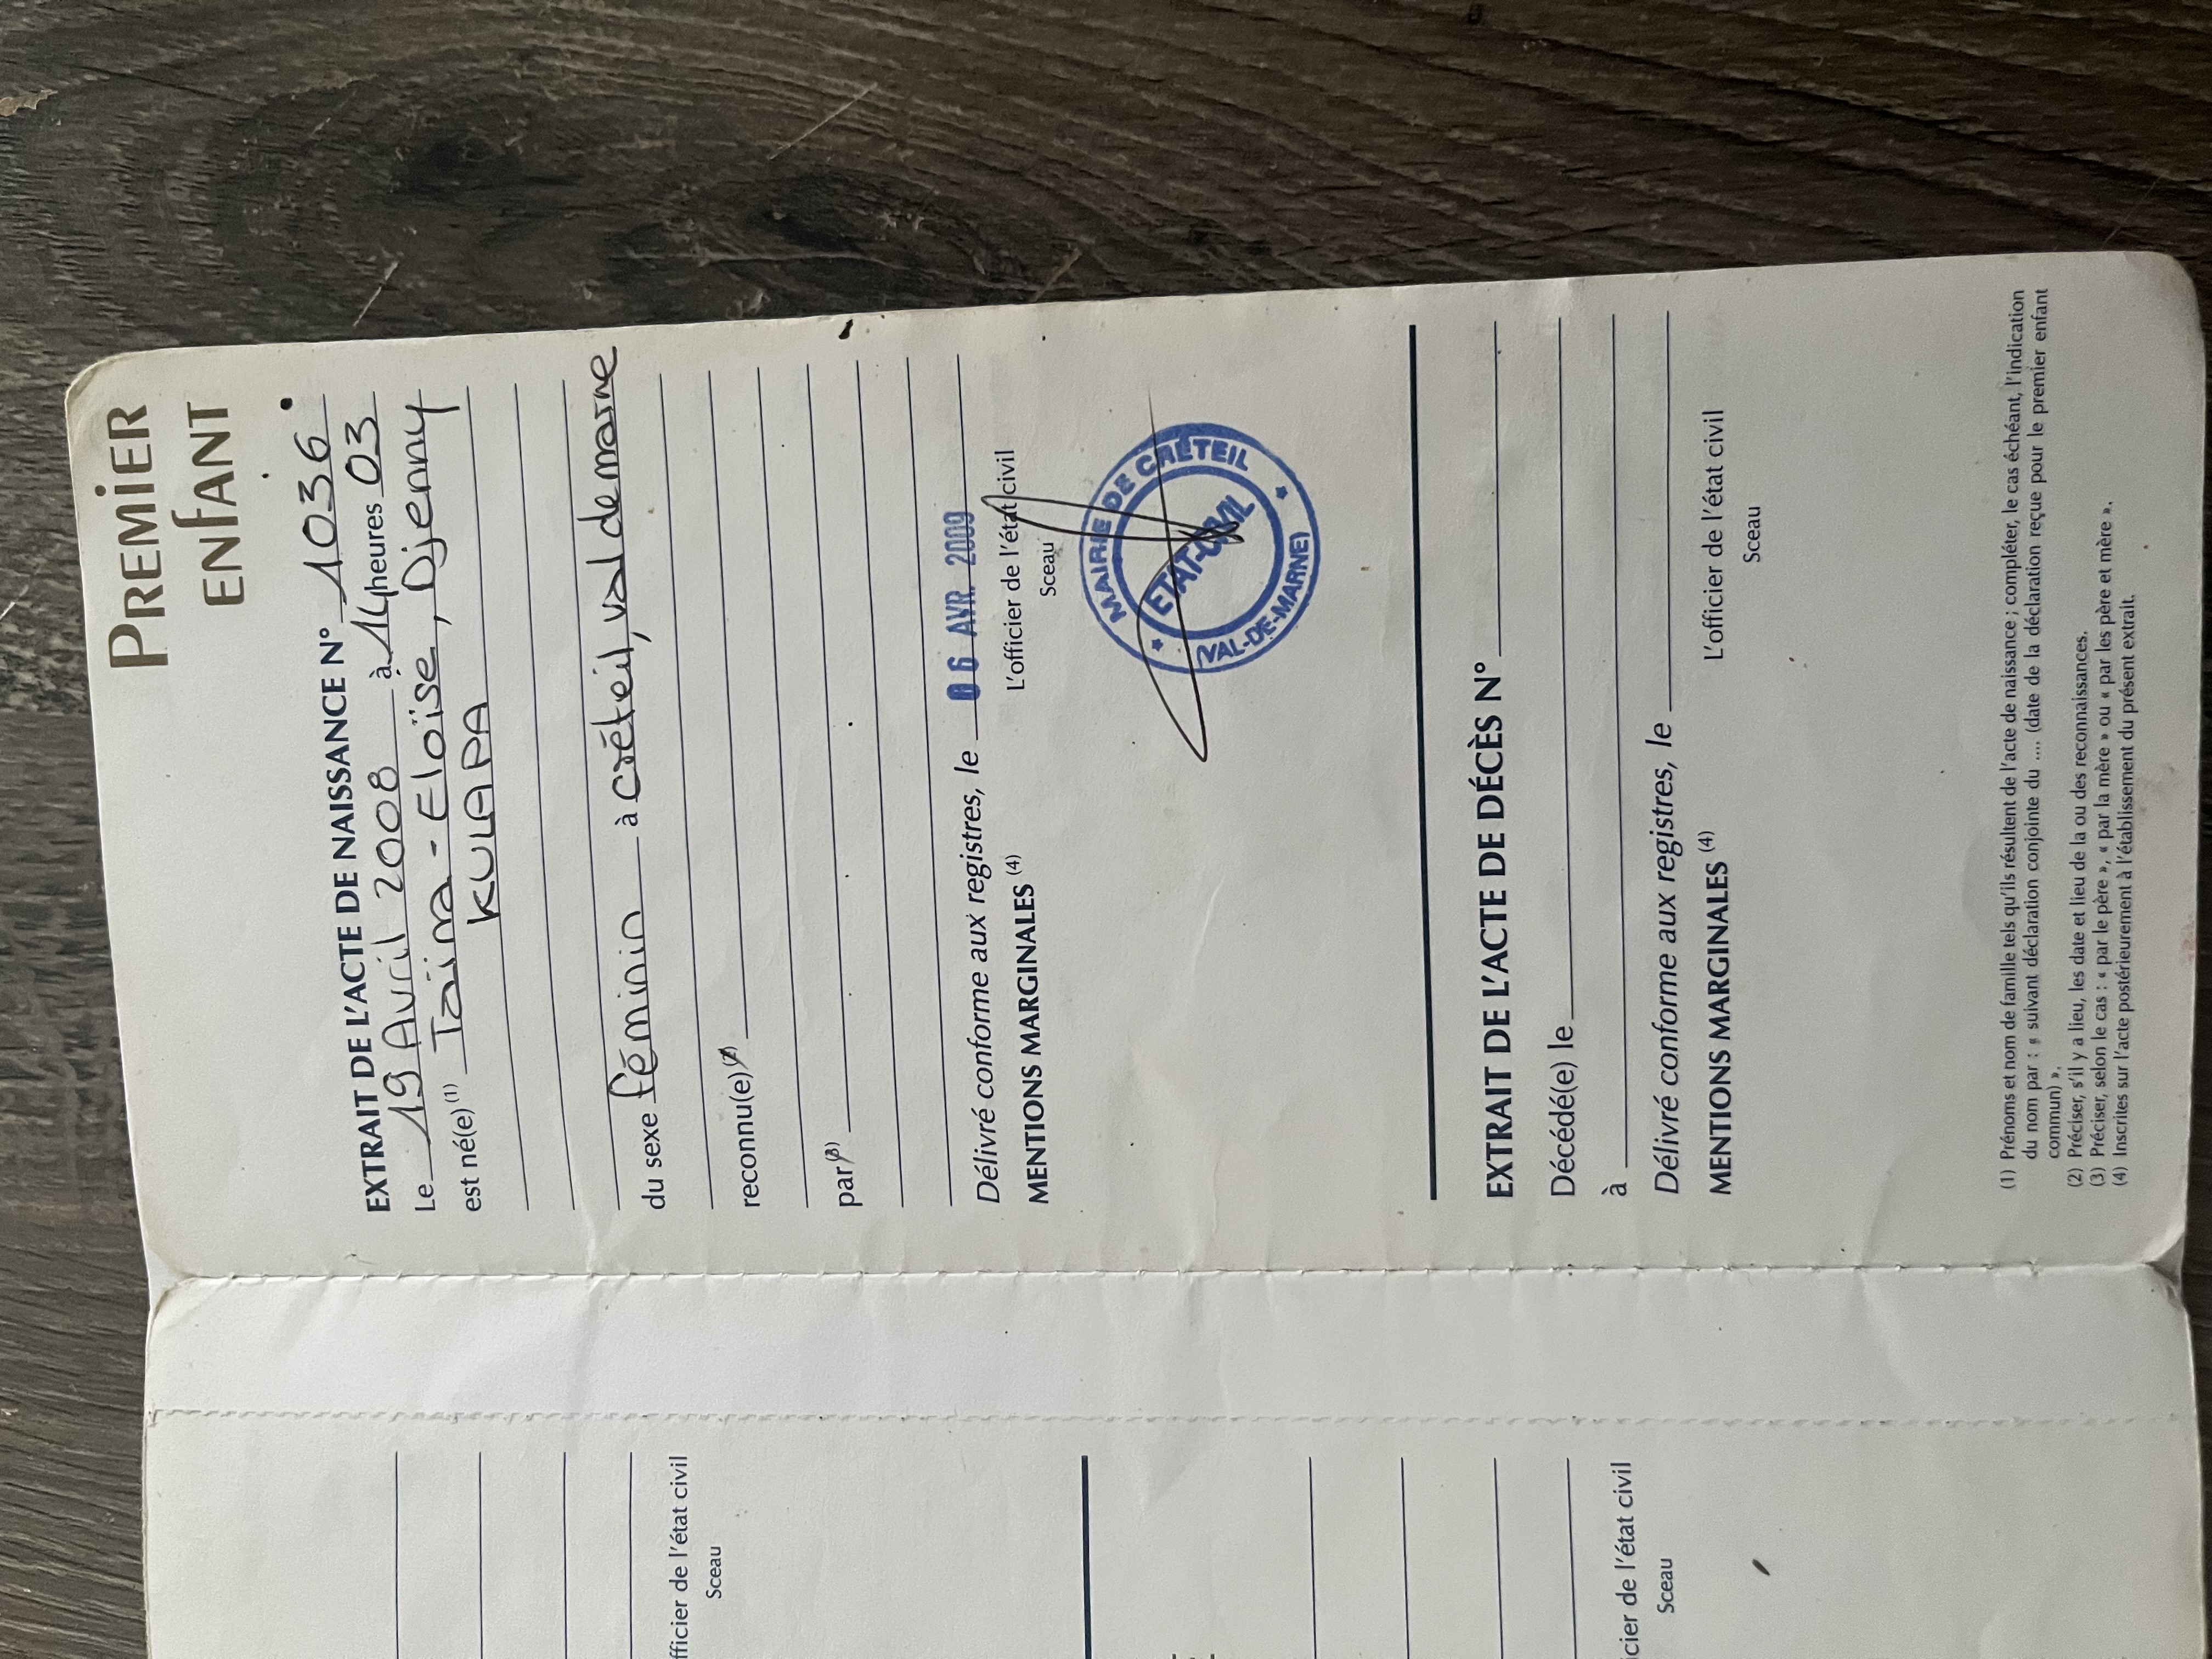 PREMIER
ENFANT
EXTRAIT DE L'ACTE DE NAISSANCE N° 1036
Le 19 Avril 2008 à 14 heures 03
est né(e) (1) Taïna - Eloïse, Djenny
KULAPA
du sexe féminin à créteil, val de marne
reconnu(e) (2)
par (3)
Délivré conforme aux registres, le 06 AVR. 2009
MENTIONS MARGINALES (4)
L'officier de l'état civil
Sceau
MAIRIE DE CRÉTEIL
ETAT-CIVIL
(VAL-DE-MARNE)
EXTRAIT DE L'ACTE DE DÉCÈS N°
Décédé(e) le
à
Délivré conforme aux registres, le
MENTIONS MARGINALES (4)
L'officier de l'état civil
Sceau
(1) Prénoms et nom de famille tels qu'ils résultent de l'acte de naissance ; compléter, le cas échéant, l'indication
du nom par : « suivant déclaration conjointe du .... (date de la déclaration reçue pour le premier enfant
commun) ».
(2) Préciser, s'il y a lieu, les date et lieu de la ou des reconnaissances.
(3) Préciser, selon le cas : « par le père », « par la mère » ou « par les père et mère ».
(4) Inscrites sur l'acte postérieurement à l'établissement du présent extrait.
fficier de l'état civil
Sceau
cier de l'état civil
Sceau